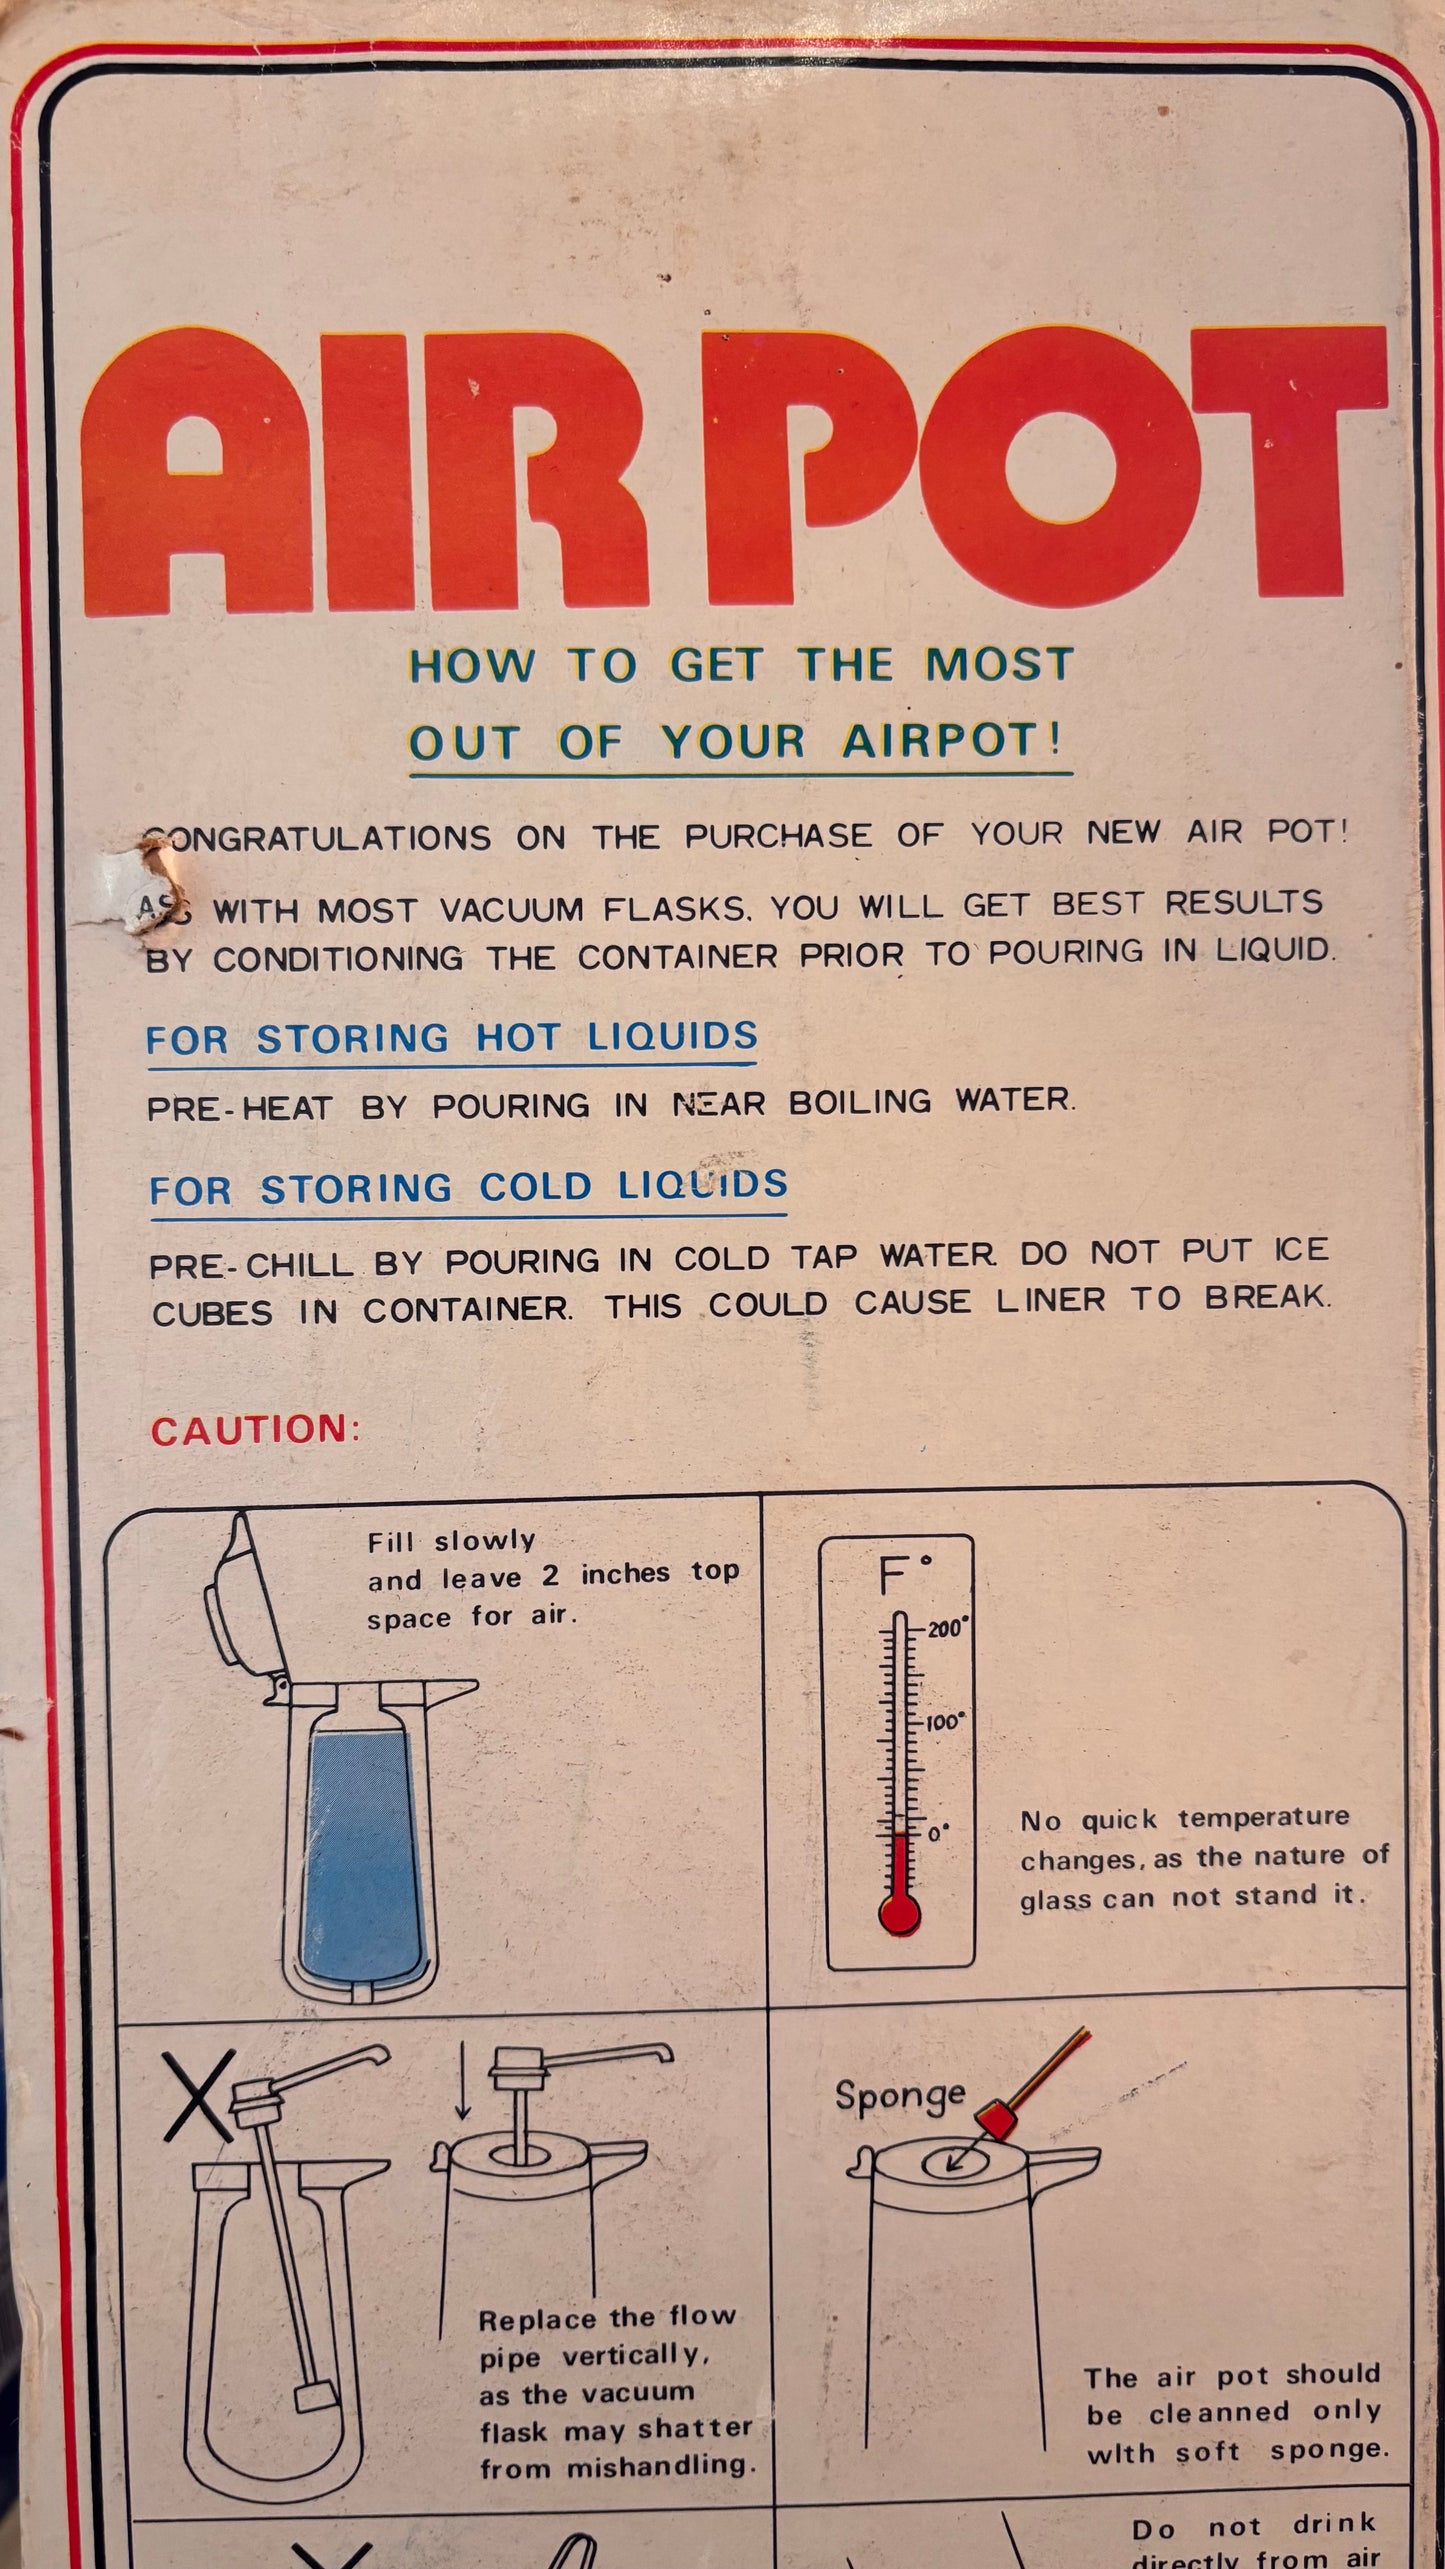 AIR POT
HOW TO GET THE MOST
OUT OF YOUR AIRPOT!
CONGRATULATIONS ON THE PURCHASE OF YOUR NEW AIR POT!
AS WITH MOST VACUUM FLASKS. YOU WILL GET BEST RESULTS
BY CONDITIONING THE CONTAINER PRIOR TO POURING IN LIQUID.
FOR STORING HOT LIQUIDS
PRE-HEAT BY POURING IN NEAR BOILING WATER.
FOR STORING COLD LIQUIDS
PRE-CHILL BY POURING IN COLD TAP WATER. DO NOT PUT ICE
CUBES IN CONTAINER. THIS COULD CAUSE LINER TO BREAK.
CAUTION:
Fill slowly
and leave 2 inches top
space for air.
F°
200°
100°
0°
No quick temperature
changes, as the nature of
glass can not stand it.
Replace the flow
pipe vertically,
as the vacuum
flask may shatter
from mishandling.
Sponge
The air pot should
be cleanned only
with soft sponge.
Do not drink
directly from air